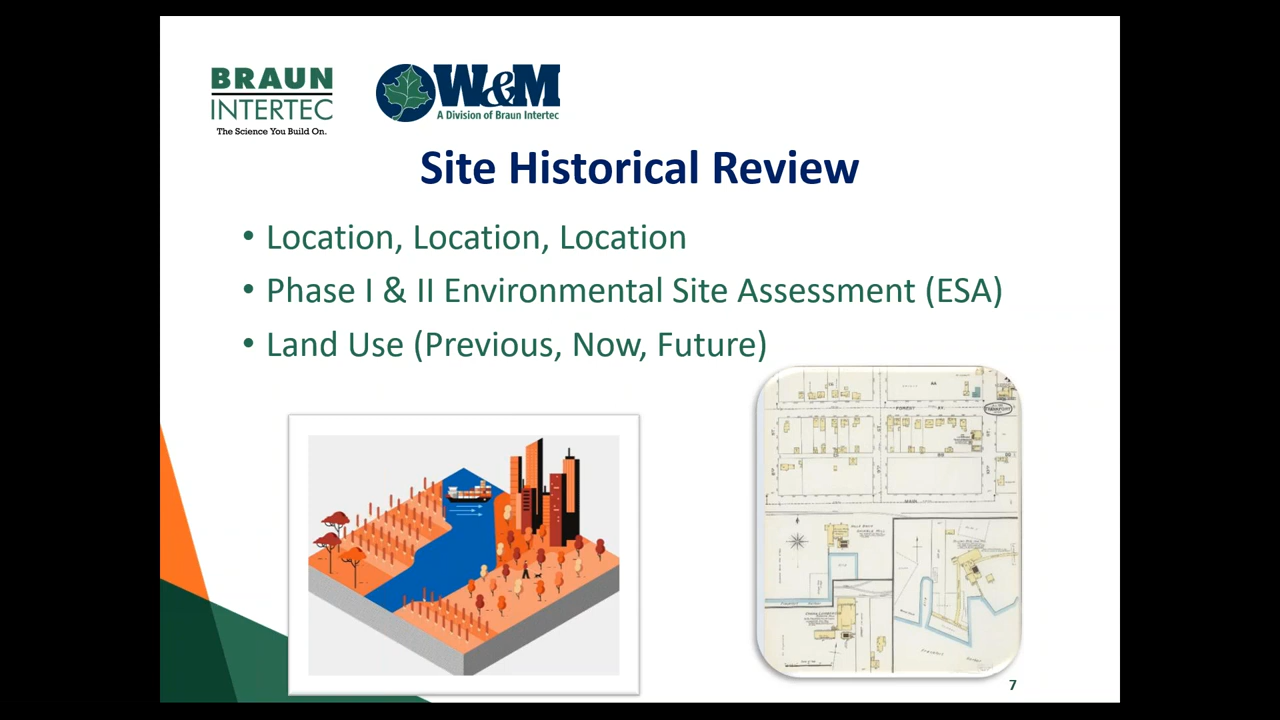 BRAUN
INTERTEC
The Science You Build On.
W&M
A Division of Braun Intertec
Site Historical Review
• Location, Location, Location
• Phase I & II Environmental Site Assessment (ESA)
• Land Use (Previous, Now, Future)
FOREST
MAIN
7